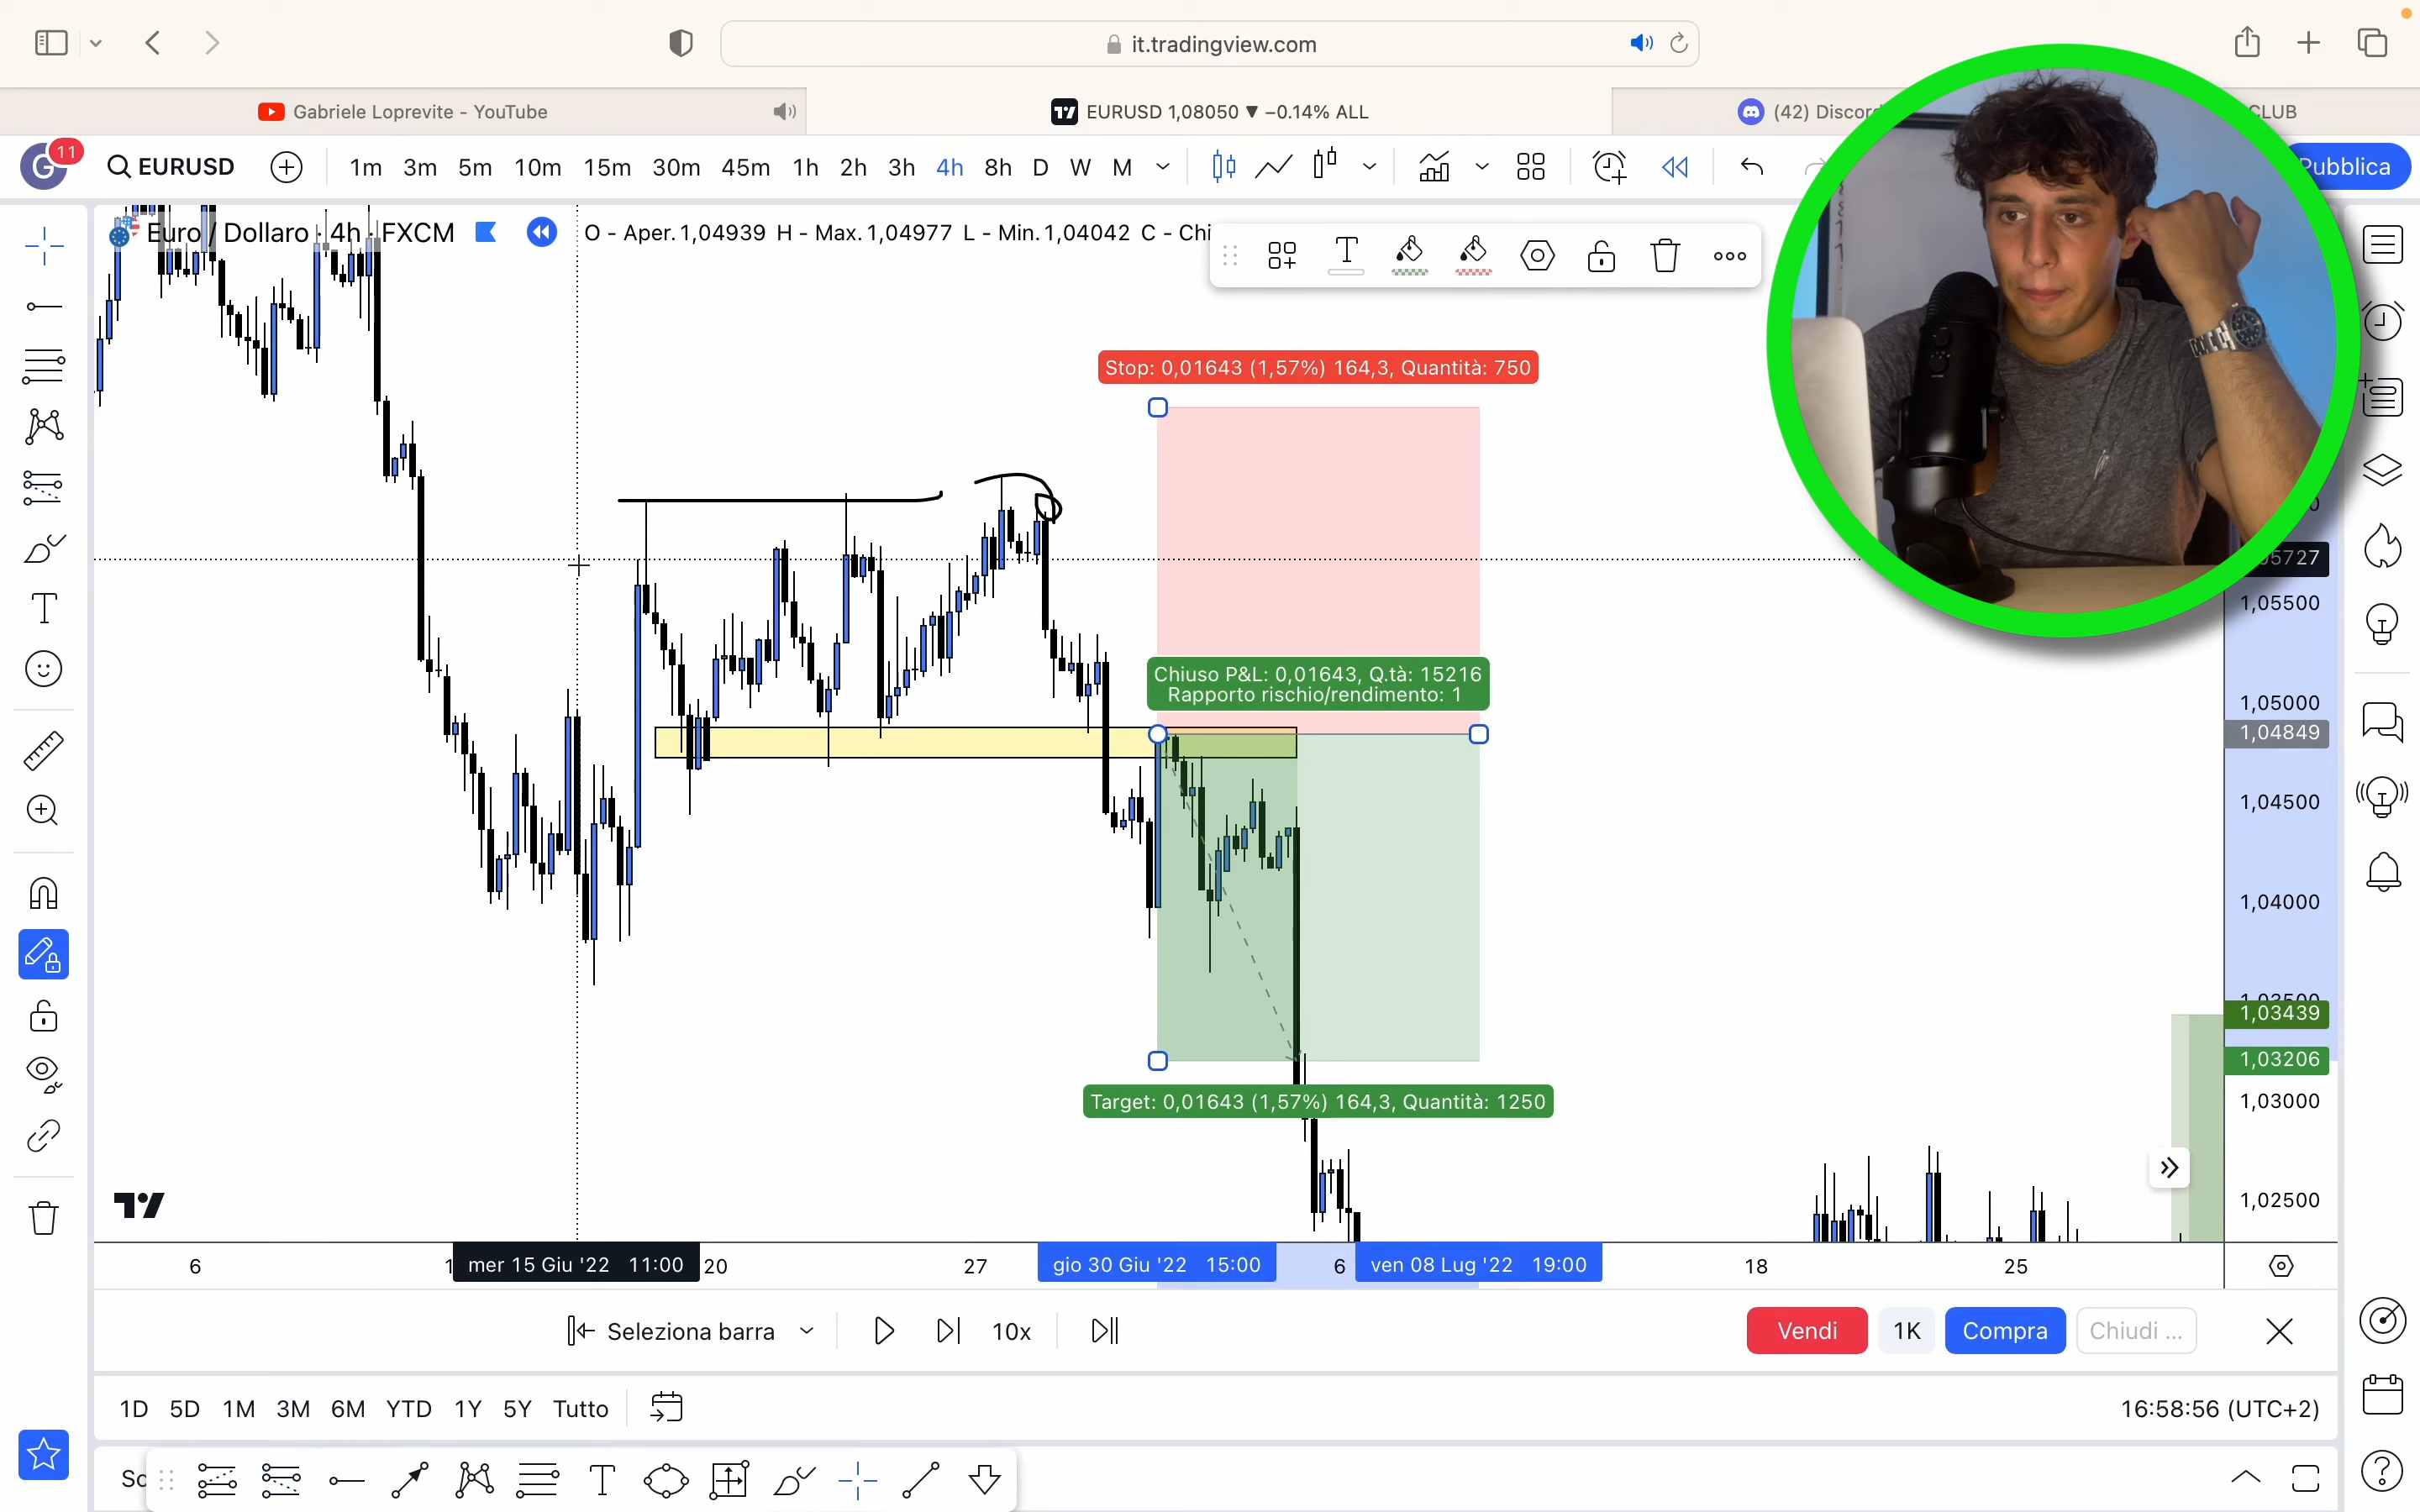 it.tradingview.com
Gabriele Loprevite - YouTube
EURUSD 1,08050 ▼ −0.14% ALL
(42) Discor
CLUB
G
11
EURUSD
1m 3m 5m 10m 15m 30m 45m 1h 2h 3h 4h 8h D W M
Pubblica
Euro / Dollaro · 4h · FXCM
O - Aper. 1,04939 H - Max. 1,04977 L - Min. 1,04042 C - Chi
Stop: 0,01643 (1,57%) 164,3, Quantità: 750
Chiuso P&L: 0,01643, Q.tà: 15216
Rapporto rischio/rendimento: 1
Target: 0,01643 (1,57%) 164,3, Quantità: 1250
5727
1,05500
1,05000
1,04849
1,04500
1,04000
1,03500
1,03439
1,03206
1,03000
1,02500
6
mer 15 Giu '22 11:00
20
27
gio 30 Giu '22 15:00
6
ven 08 Lug '22 19:00
18
25
Seleziona barra
10x
Vendi
1K
Compra
Chiudi ...
1D 5D 1M 3M 6M YTD 1Y 5Y Tutto
16:58:56 (UTC+2)